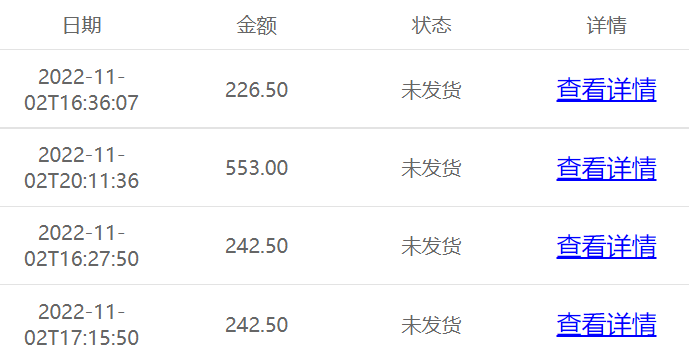 日期 金额 状态 详情
2022-11-
02T16:36:07 226.50 未发货 查看详情
2022-11-
02T20:11:36 553.00 未发货 查看详情
2022-11-
02T16:27:50 242.50 未发货 查看详情
2022-11-
02T17:15:50 242.50 未发货 查看详情